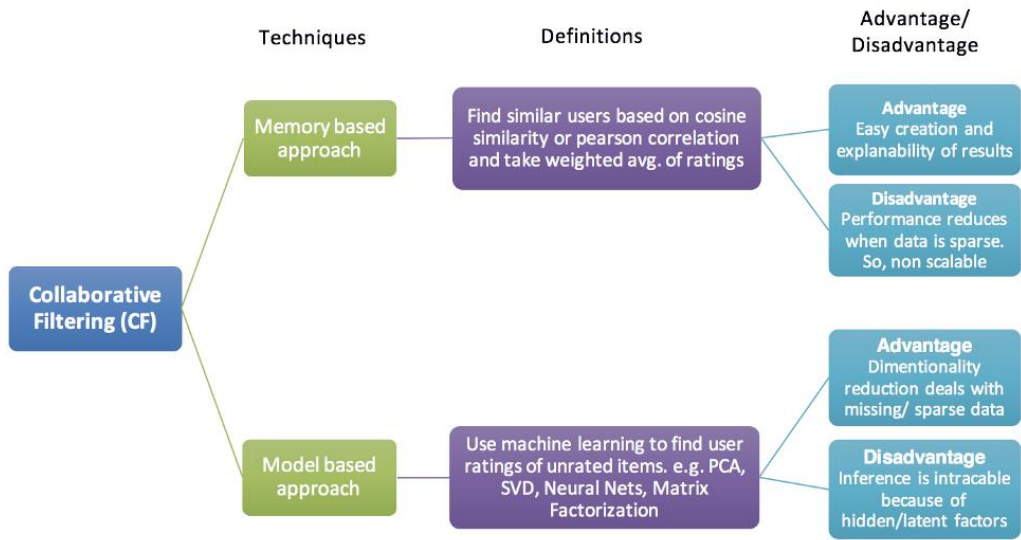 Techniques
Definitions
Advantage/
Disadvantage
Collaborative
Filtering (CF)
Memory based
approach
Find similar users based on cosine
similarity or pearson correlation
and take weighted avg. of ratings
Advantage
Easy creation and
explanability of results
Disadvantage
Performance reduces
when data is sparse.
So, non scalable
Model based
approach
Use machine learning to find user
ratings of unrated items. e.g. PCA,
SVD, Neural Nets, Matrix
Factorization
Advantage
Dimentionality
reduction deals with
missing/ sparse data
Disadvantage
Inference is intracable
because of
hidden/latent factors